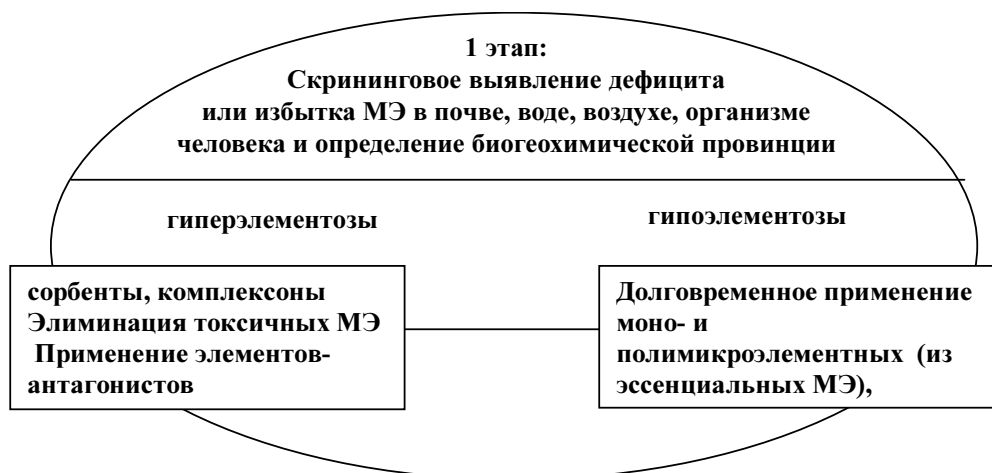 1 этап:
Скрининговое выявление дефицита
или избытка МЭ в почве, воде, воздухе, организме
человека и определение биогеохимической провинции
гиперэлементозы
гипоэлементозы
сорбенты, комплексоны
Элиминация токсичных МЭ
Применение элементов-
антагонистов
Долговременное применение
моно- и
полимикроэлементных (из
эссенциальных МЭ),